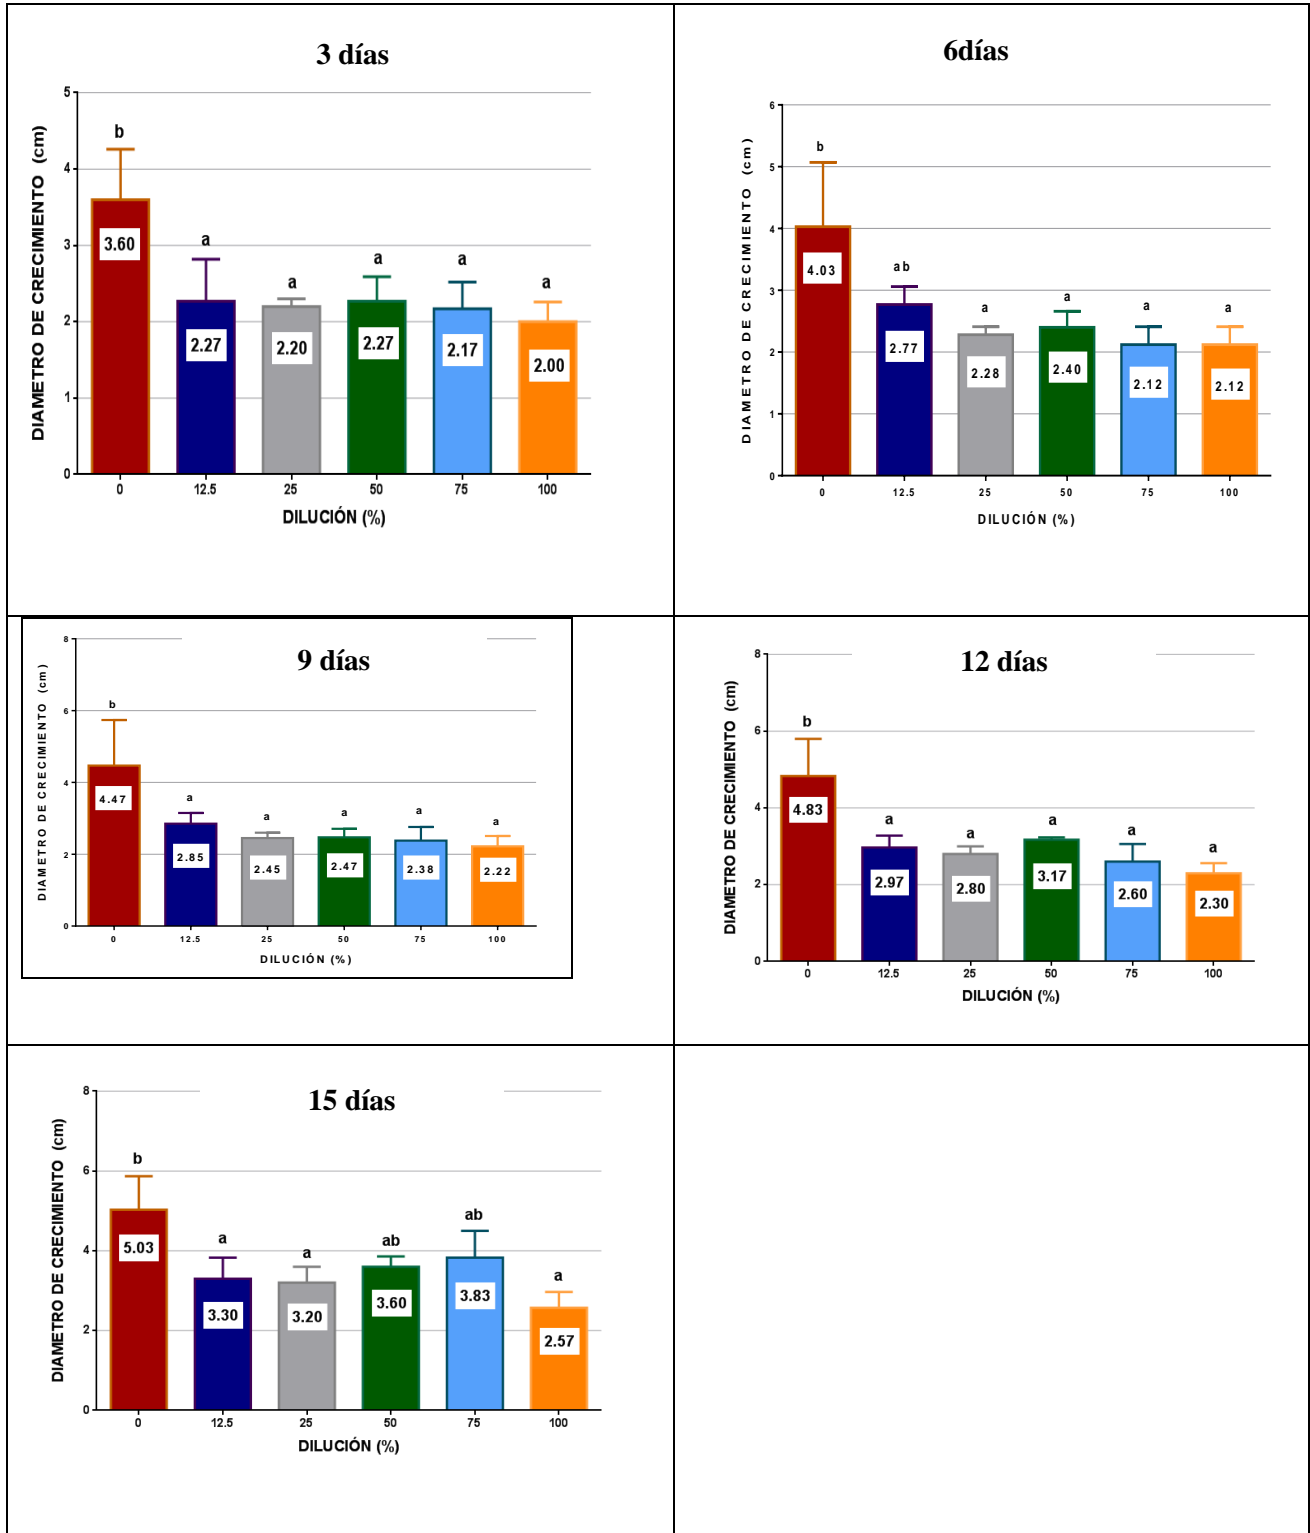 3 días
DIAMETRO DE CRECIMIENTO (cm)
5
4
3
2
1
0
b
a
a
a
a
a
3.60
2.27
2.20
2.27
2.17
2.00
0 12.5 25 50 75 100
DILUCIÓN (%)
6días
DIAMETRO DE CRECIMIENTO (cm)
6
5
4
3
2
1
0
b
ab
a
a
a
a
4.03
2.77
2.28
2.40
2.12
2.12
0 12.5 25 50 75 100
DILUCIÓN (%)
9 días
DIAMETRO DE CRECIMIENTO (cm)
8
6
4
2
0
b
a
a
a
a
a
4.47
2.85
2.45
2.47
2.38
2.22
0 12.5 25 50 75 100
DILUCIÓN (%)
12 días
DIAMETRO DE CRECIMIENTO (cm)
8
6
4
2
0
b
a
a
a
a
a
4.83
2.97
2.80
3.17
2.60
2.30
0 12.5 25 50 75 100
DILUCIÓN (%)
15 días
DIAMETRO DE CRECIMIENTO (cm)
8
6
4
2
0
b
a
a
ab
ab
a
5.03
3.30
3.20
3.60
3.83
2.57
0 12.5 25 50 75 100
DILUCIÓN (%)